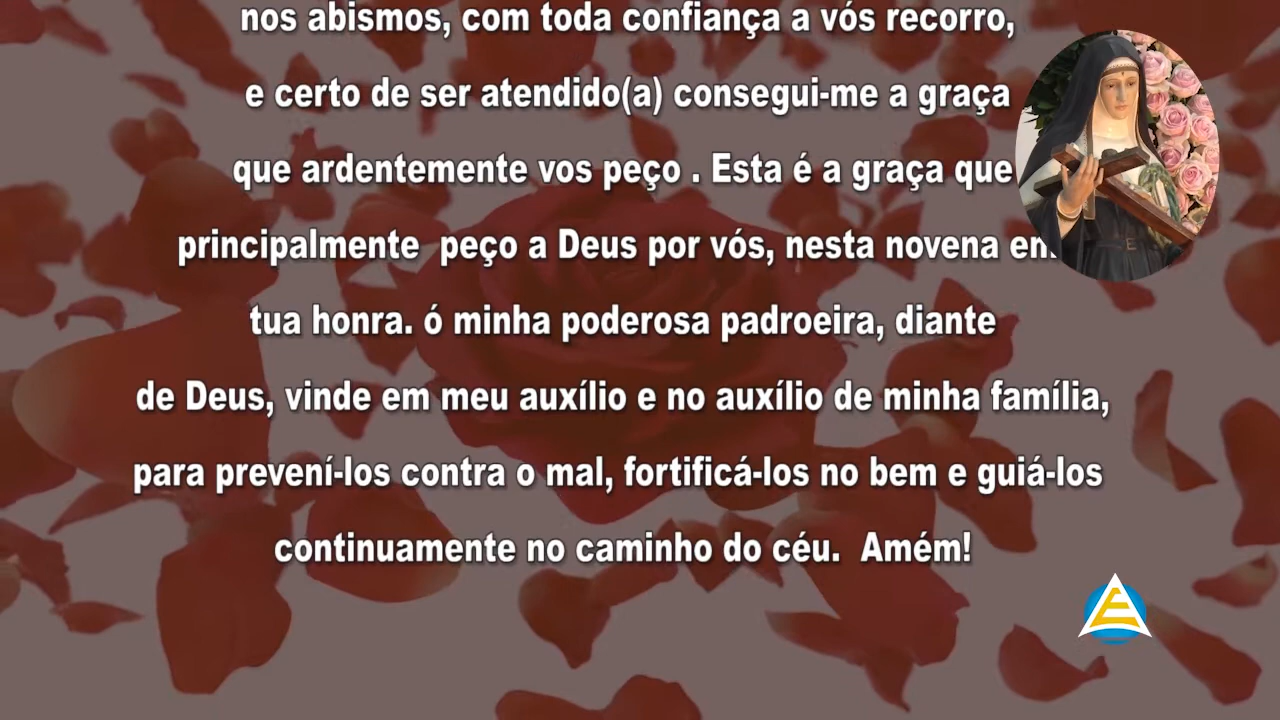 nos abismos, com toda confiança a vós recorro,
e certo de ser atendido(a) consegui-me a graça
que ardentemente vos peço . Esta é a graça que
principalmente peço a Deus por vós, nesta novena em
tua honra. ó minha poderosa padroeira, diante
de Deus, vinde em meu auxílio e no auxílio de minha família,
para prevení-los contra o mal, fortificá-los no bem e guiá-los
continuamente no caminho do céu. Amém!